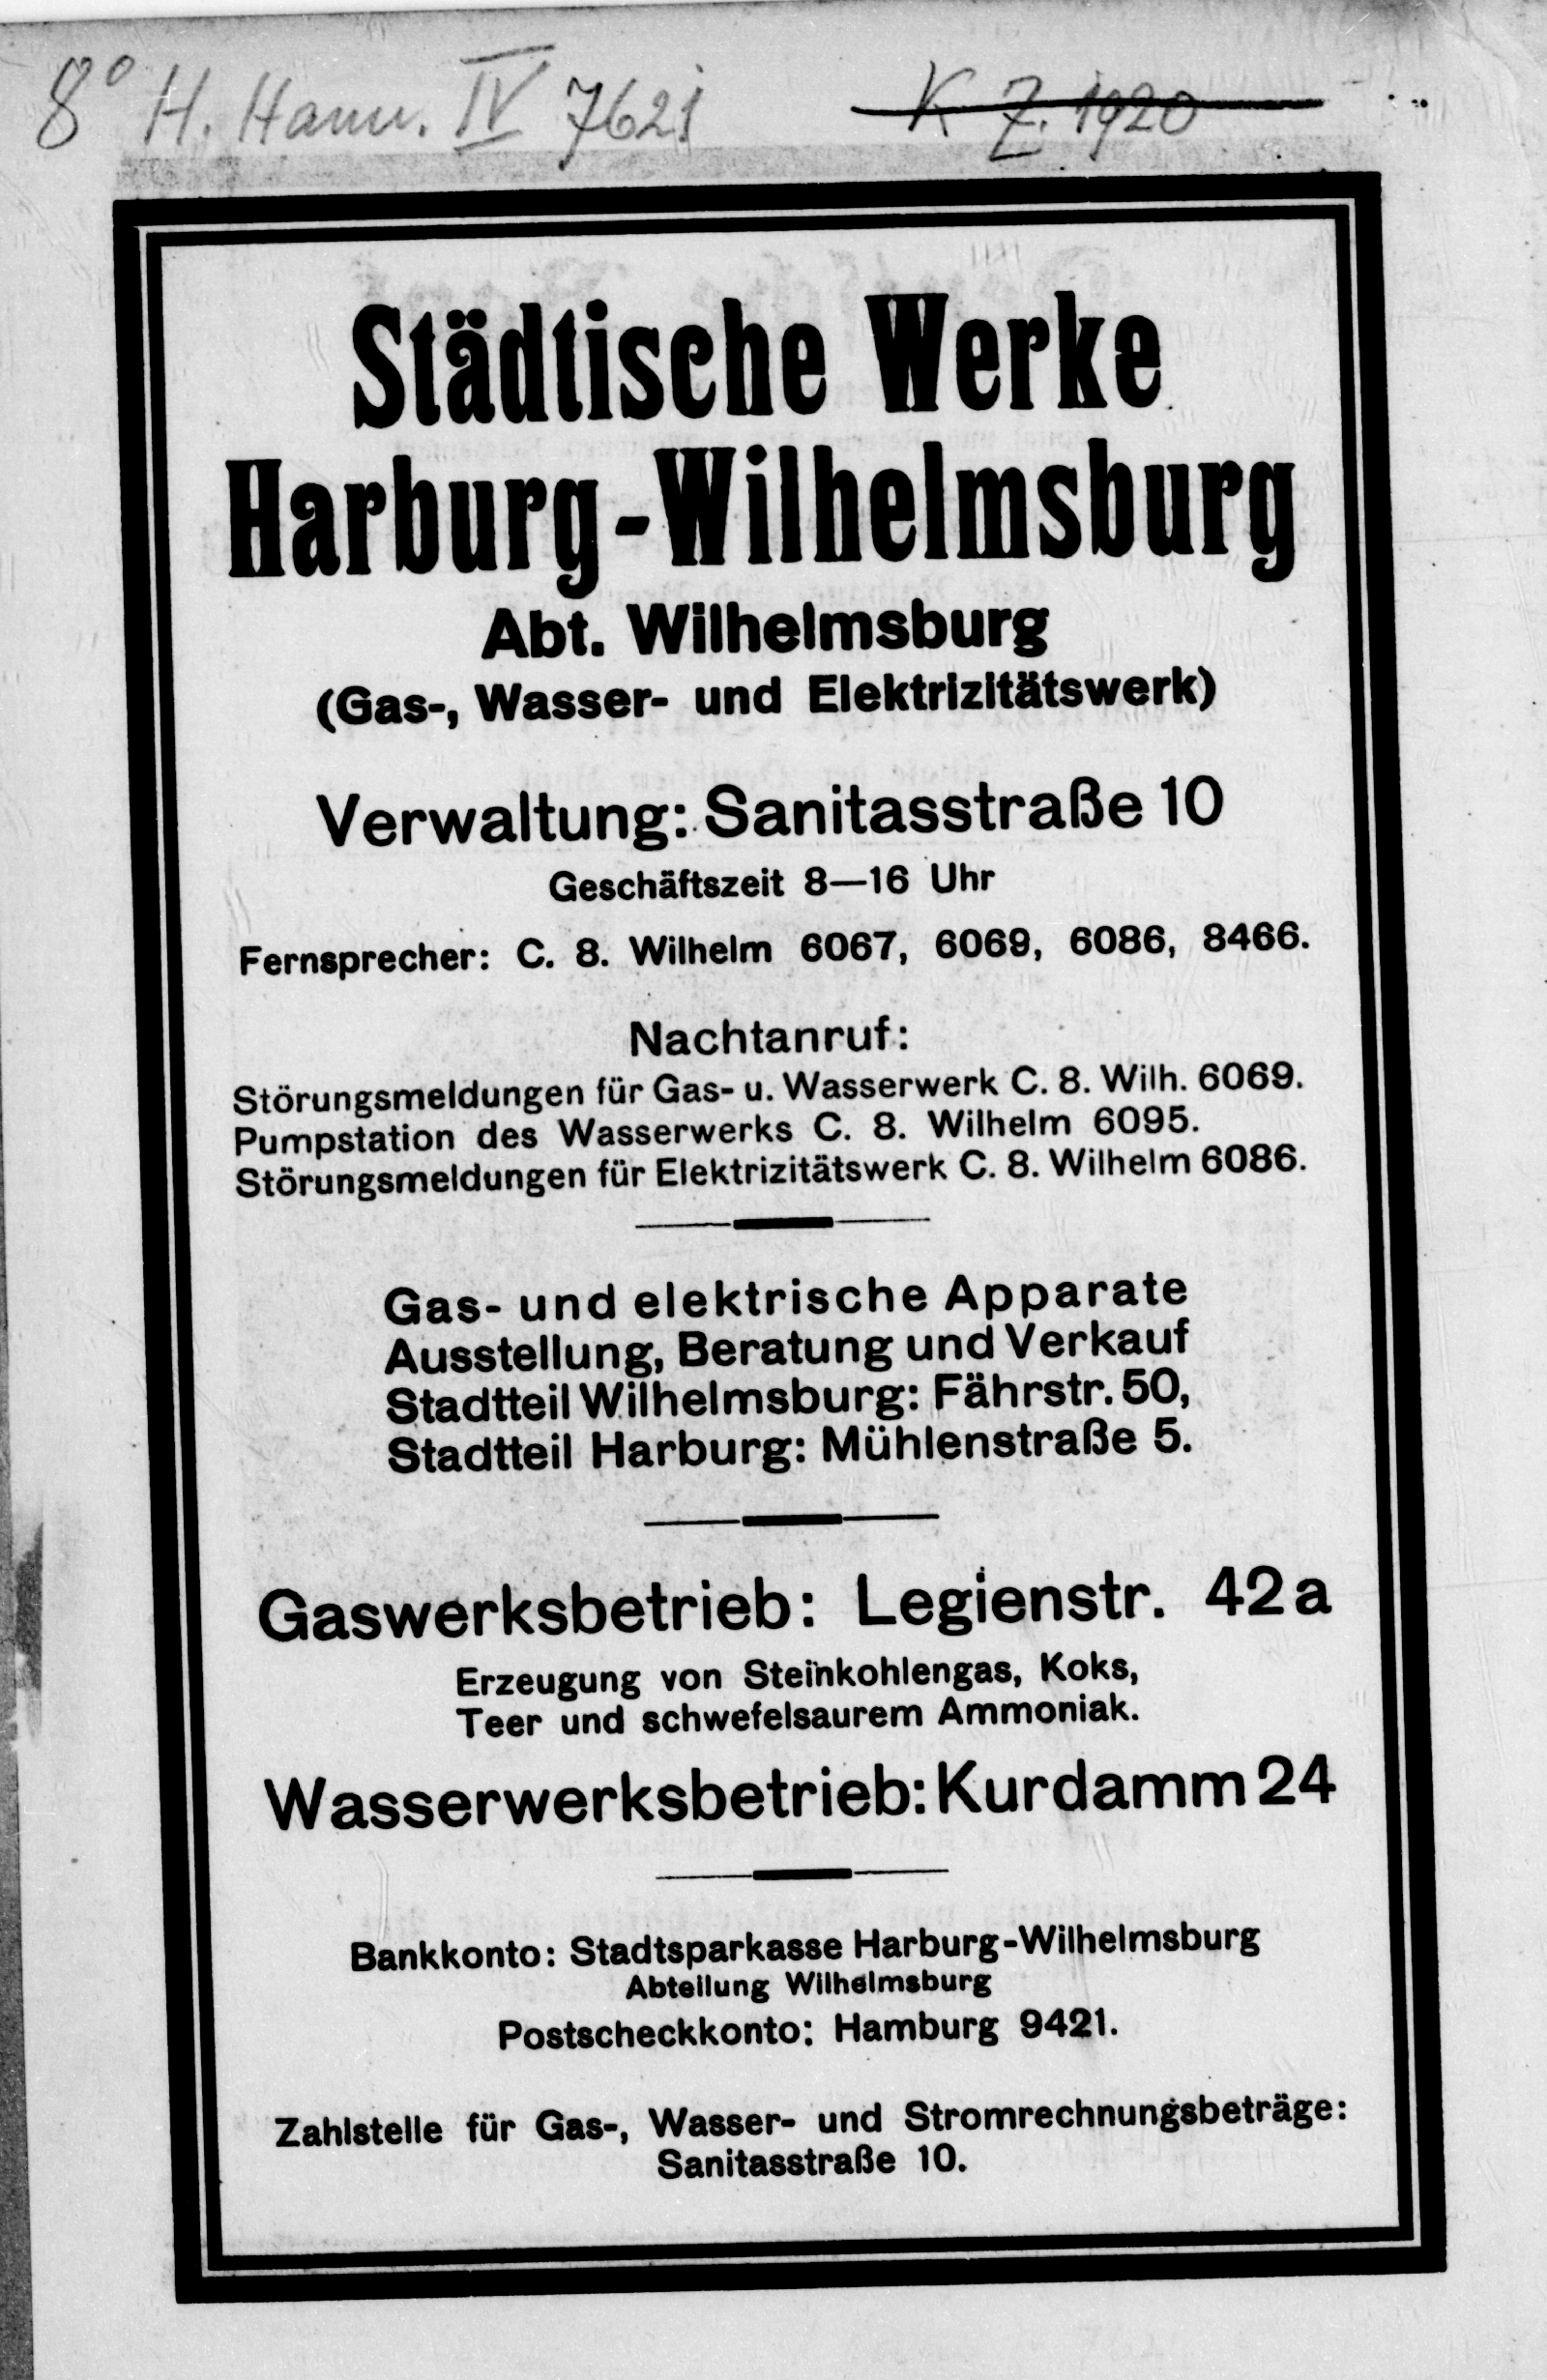 8° H. Hann. IV 7621 K Z. 1920
Städtische Werke
Harburg-Wilhelmsburg
Abt. Wilhelmsburg
(Gas-, Wasser- und Elektrizitätswerk)
Verwaltung: Sanitasstraße 10
Geschäftszeit 8—16 Uhr
Fernsprecher: C. 8. Wilhelm 6067, 6069, 6086, 8466.
Nachtanruf:
Störungsmeldungen für Gas- u. Wasserwerk C. 8. Wilh. 6069.
Pumpstation des Wasserwerks C. 8. Wilhelm 6095.
Störungsmeldungen für Elektrizitätswerk C. 8. Wilhelm 6086.
Gas- und elektrische Apparate
Ausstellung, Beratung und Verkauf
Stadtteil Wilhelmsburg: Fährstr. 50,
Stadtteil Harburg: Mühlenstraße 5.
Gaswerksbetrieb: Legienstr. 42a
Erzeugung von Steinkohlengas, Koks,
Teer und schwefelsaurem Ammoniak.
Wasserwerksbetrieb: Kurdamm 24
Bankkonto: Stadtsparkasse Harburg-Wilhelmsburg
Abteilung Wilhelmsburg
Postscheckkonto: Hamburg 9421.
Zahlstelle für Gas-, Wasser- und Stromrechnungsbeträge:
Sanitasstraße 10.